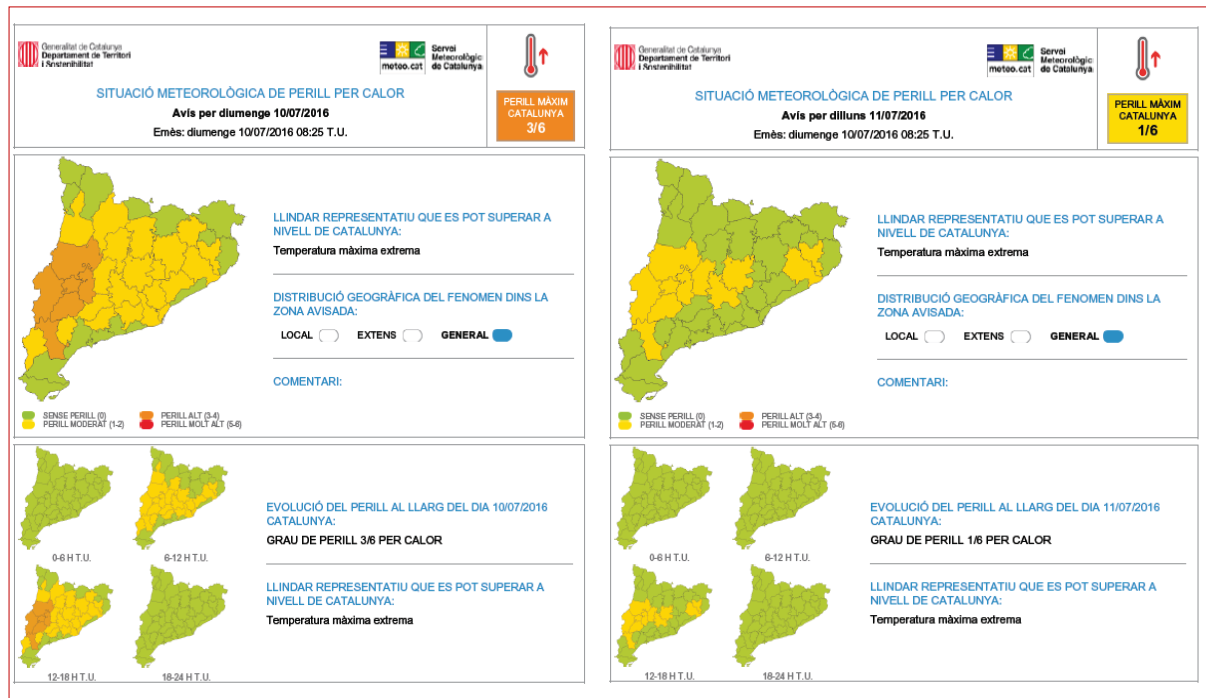 Generalitat de Catalunya
Departament de Territori
i Sostenibilitat
meteo.cat
Servei
Meteorològic
de Catalunya
SITUACIÓ METEOROLÒGICA DE PERILL PER CALOR
Avís per diumenge 10/07/2016
Emès: diumenge 10/07/2016 08:25 T.U.
PERILL MÀXIM
CATALUNYA
3/6
LLINDAR REPRESENTATIU QUE ES POT SUPERAR A
NIVELL DE CATALUNYA:
Temperatura màxima extrema
DISTRIBUCIÓ GEOGRÀFICA DEL FENOMEN DINS LA
ZONA AVISADA:
LOCAL EXTENS GENERAL
COMENTARI:
SENSE PERILL (0) PERILL ALT (3-4)
PERILL MODERAT (1-2) PERILL MOLT ALT (5-6)
0-6 H T.U. 6-12 H T.U.
12-18 H T.U. 18-24 H T.U.
EVOLUCIÓ DEL PERILL AL LLARG DEL DIA 10/07/2016
CATALUNYA:
GRAU DE PERILL 3/6 PER CALOR
LLINDAR REPRESENTATIU QUE ES POT SUPERAR A
NIVELL DE CATALUNYA:
Temperatura màxima extrema
Generalitat de Catalunya
Departament de Territori
i Sostenibilitat
meteo.cat
Servei
Meteorològic
de Catalunya
SITUACIÓ METEOROLÒGICA DE PERILL PER CALOR
Avís per dilluns 11/07/2016
Emès: diumenge 10/07/2016 08:25 T.U.
PERILL MÀXIM
CATALUNYA
1/6
LLINDAR REPRESENTATIU QUE ES POT SUPERAR A
NIVELL DE CATALUNYA:
Temperatura màxima extrema
DISTRIBUCIÓ GEOGRÀFICA DEL FENOMEN DINS LA
ZONA AVISADA:
LOCAL EXTENS GENERAL
COMENTARI:
SENSE PERILL (0) PERILL ALT (3-4)
PERILL MODERAT (1-2) PERILL MOLT ALT (5-6)
0-6 H T.U. 6-12 H T.U.
12-18 H T.U. 18-24 H T.U.
EVOLUCIÓ DEL PERILL AL LLARG DEL DIA 11/07/2016
CATALUNYA:
GRAU DE PERILL 1/6 PER CALOR
LLINDAR REPRESENTATIU QUE ES POT SUPERAR A
NIVELL DE CATALUNYA:
Temperatura màxima extrema